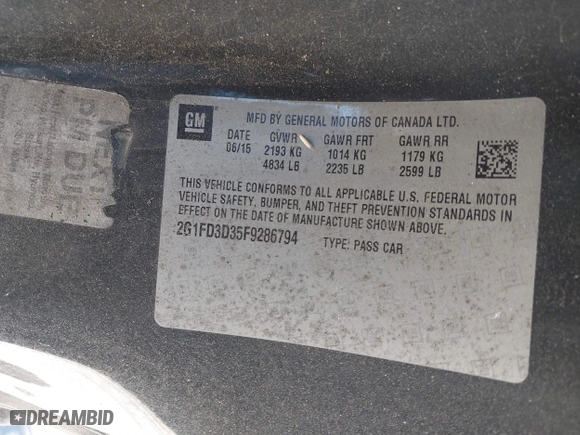 GM
MFD BY GENERAL MOTORS OF CANADA LTD.
DATE GVWR GAWR FRT GAWR RR
06/15 2193 KG 1014 KG 1179 KG
4834 LB 2235 LB 2599 LB
THIS VEHICLE CONFORMS TO ALL APPLICABLE U.S. FEDERAL MOTOR
VEHICLE SAFETY, BUMPER, AND THEFT PREVENTION STANDARDS IN
EFFECT ON THE DATE OF MANUFACTURE SHOWN ABOVE.
2G1FD3D35F9286794 TYPE: PASS CAR
NEXT
PM DUE
DREAMBID